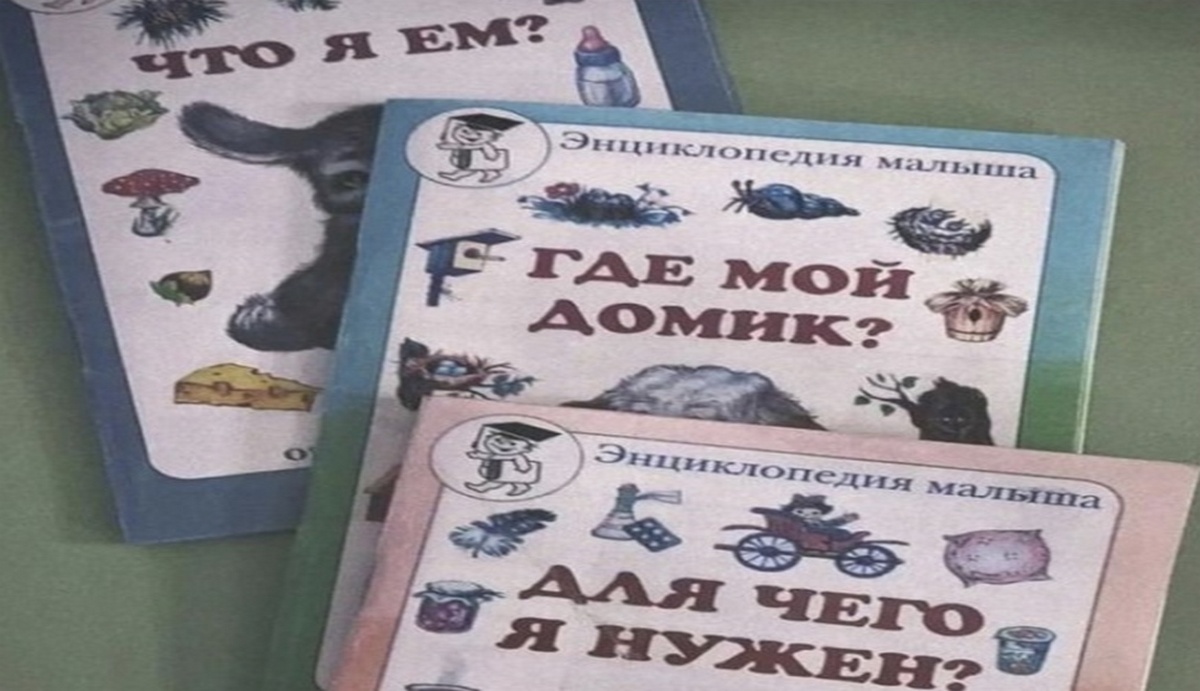 ЧТО Я ЕМ?
Энциклопедия малыша
ГДЕ МОЙ
ДОМИК?
Энциклопедия малыша
ДЛЯ ЧЕГО
Я НУЖЕН?